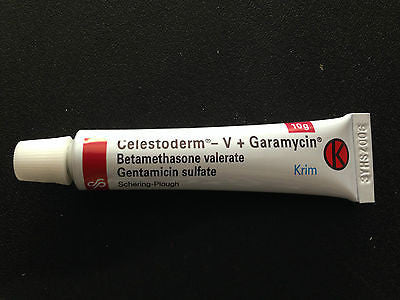 10g
Celestoderm®-V + Garamycin®
Betamethasone valerate
Gentamicin sulfate
Schering-Plough
Krim
K